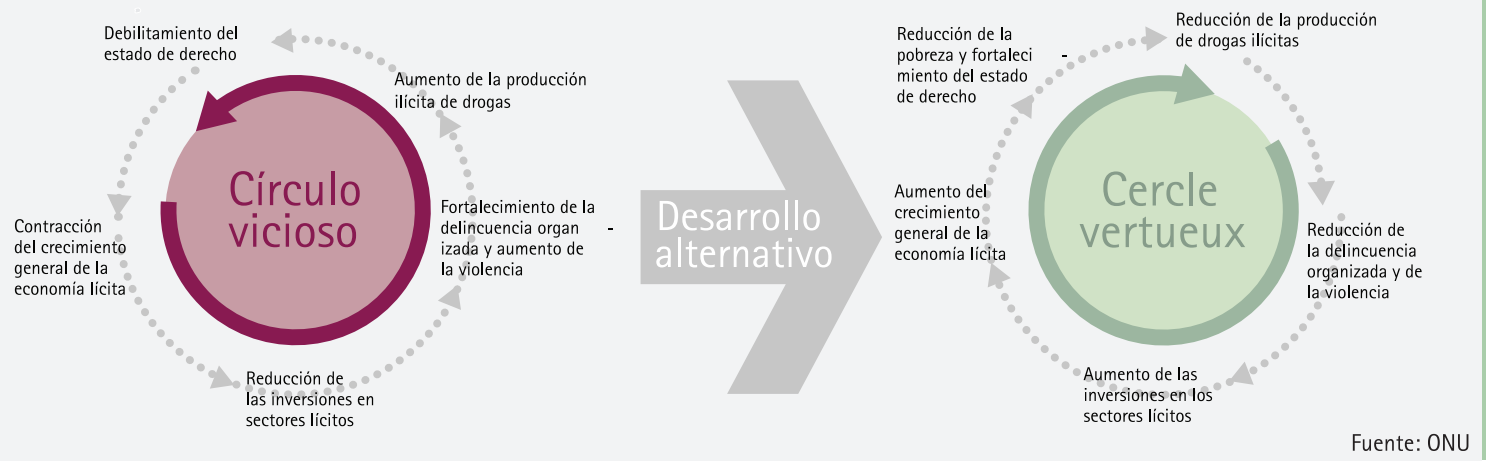 Debilitamiento del
estado de derecho
Aumento de la producción
ilícita de drogas
Círculo
vicioso
Contracción
del crecimiento
general de la
economía lícita
Fortalecimiento de la -
delincuencia organ
izada y aumento de
la violencia
Reducción de
las inversiones en
sectores lícitos
Desarrollo
alternativo
Reducción de la
pobreza y fortaleci -
miento del estado
de derecho
Reducción de la producción
de drogas ilícitas
Cercle
vertueux
Aumento del
crecimiento
general de la
economía lícita
Reducción de
la delincuencia
organizada y de
la violencia
Aumento de las
inversiones en los
sectores lícitos
Fuente: ONU